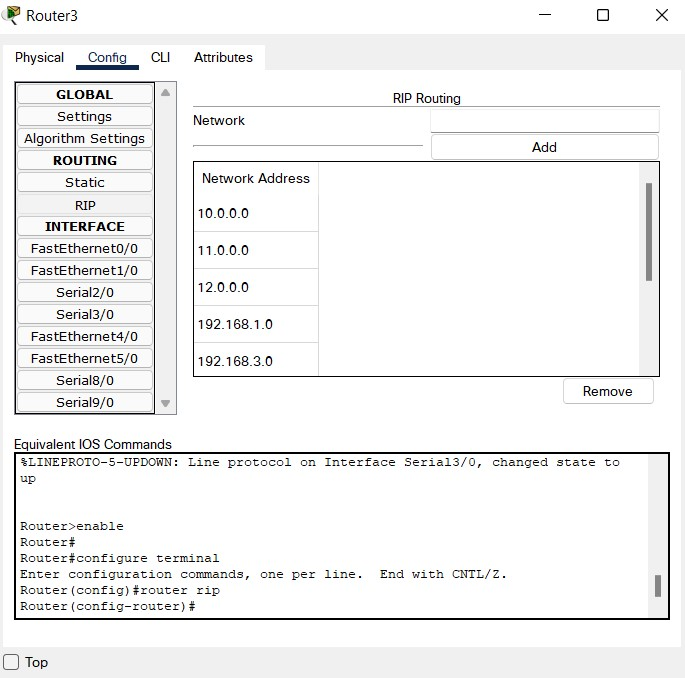 Router3
Physical Config CLI Attributes
GLOBAL
Settings
Algorithm Settings
ROUTING
Static
RIP
INTERFACE
FastEthernet0/0
FastEthernet1/0
Serial2/0
Serial3/0
FastEthernet4/0
FastEthernet5/0
Serial8/0
Serial9/0
RIP Routing
Network
Add
Network Address
10.0.0.0
11.0.0.0
12.0.0.0
192.168.1.0
192.168.3.0
Remove
Equivalent IOS Commands
%LINEPROTO-5-UPDOWN: Line protocol on Interface Serial3/0, changed state to
up
Router>enable
Router#
Router#configure terminal
Enter configuration commands, one per line.  End with CNTL/Z.
Router(config)#router rip
Router(config-router)#
Top